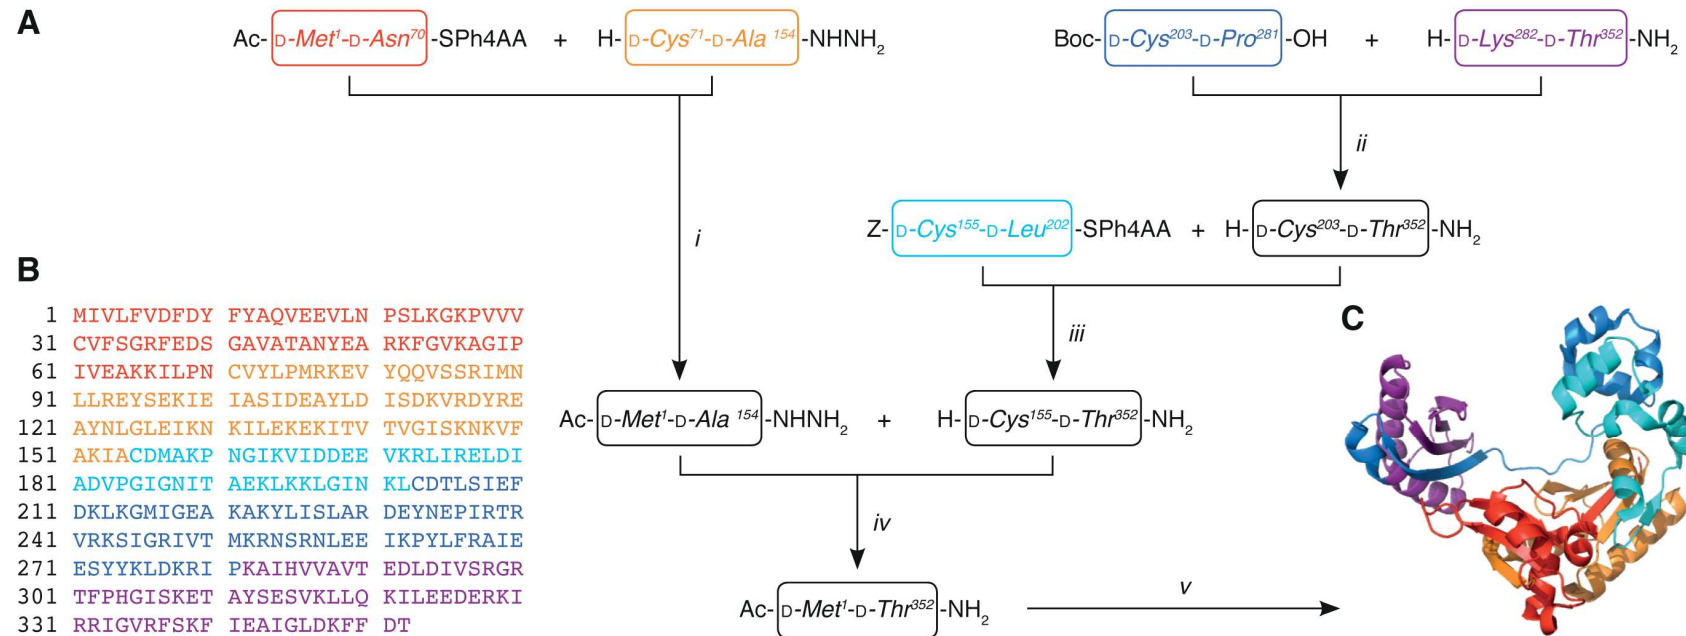 A
Ac- D-Met¹-D-Asn⁷⁰ -SPh4AA + H- D-Cys⁷¹-D-Ala ¹⁵⁴ -NHNH₂
Boc- D-Cys²⁰³-D-Pro²⁸¹ -OH + H- D-Lys²⁸²-D-Thr³⁵² -NH₂
ii
Z- D-Cys¹⁵⁵-D-Leu²⁰² -SPh4AA + H- D-Cys²⁰³-D-Thr³⁵² -NH₂
i
iii
Ac- D-Met¹-D-Ala ¹⁵⁴ -NHNH₂ + H- D-Cys¹⁵⁵-D-Thr³⁵² -NH₂
iv
Ac- D-Met¹-D-Thr³⁵² -NH₂
v
B
1 MIVLFVDFDY FYAQVEEVLN PSLKGKPVVV
31 CVFSGRFEDS GAVATANYEA RKFGVKAGIP
61 IVEAKKILPN CVYLPMRKEV YQQVSSRIMN
91 LLREYSEKIE IASIDEAYLD ISDKVRDYRE
121 AYNLGLEIKN KILEKEKITV TVGISKNKVF
151 AKIACDMAKP NGIKVIDDEE VKRLIRELDI
181 ADVPGIGNIT AEKLKKLGIN KLCDTLSIEF
211 DKLKGMIGEA KAKYLISLAR DEYNEPIRTR
241 VRKSIGRIVT MKRNSRNLEE IKPYLFRAIE
271 ESYYKLDKRI PKAIHVVAVT EDLDIVSRGR
301 TFPHGISKET AYSESVKLLQ KILEEDERKI
331 RRIGVRFSKF IEAIGLDKFF DT
C